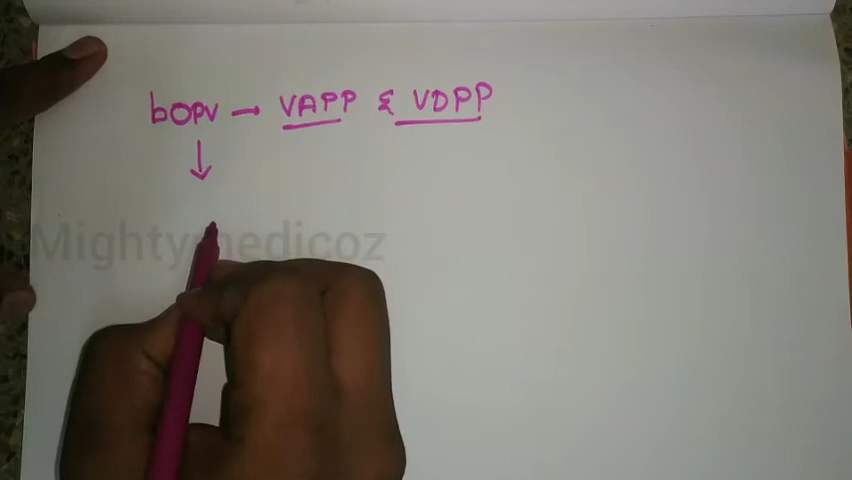 bOPV → VAPP & VDPP
↓
Mightymedicoz